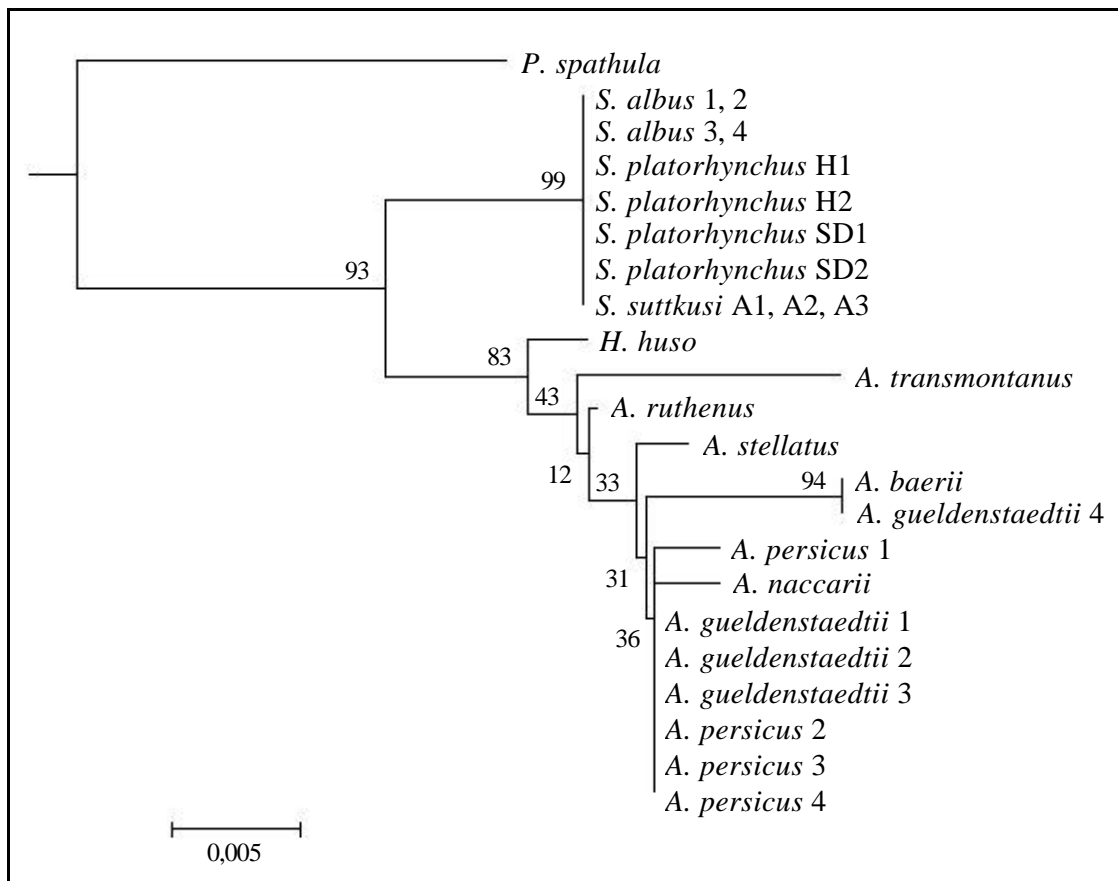 P. spathula
S. albus 1, 2
S. albus 3, 4
S. platorhynchus H1
99
S. platorhynchus H2
S. platorhynchus SD1
S. platorhynchus SD2
93
S. suttkusi A1, A2, A3
H. huso
83
A. transmontanus
43
A. ruthenus
A. stellatus
12
33
94
A. baerii
A. gueldenstaedtii 4
A. persicus 1
31
A. naccarii
A. gueldenstaedtii 1
36
A. gueldenstaedtii 2
A. gueldenstaedtii 3
A. persicus 2
A. persicus 3
A. persicus 4
0,005